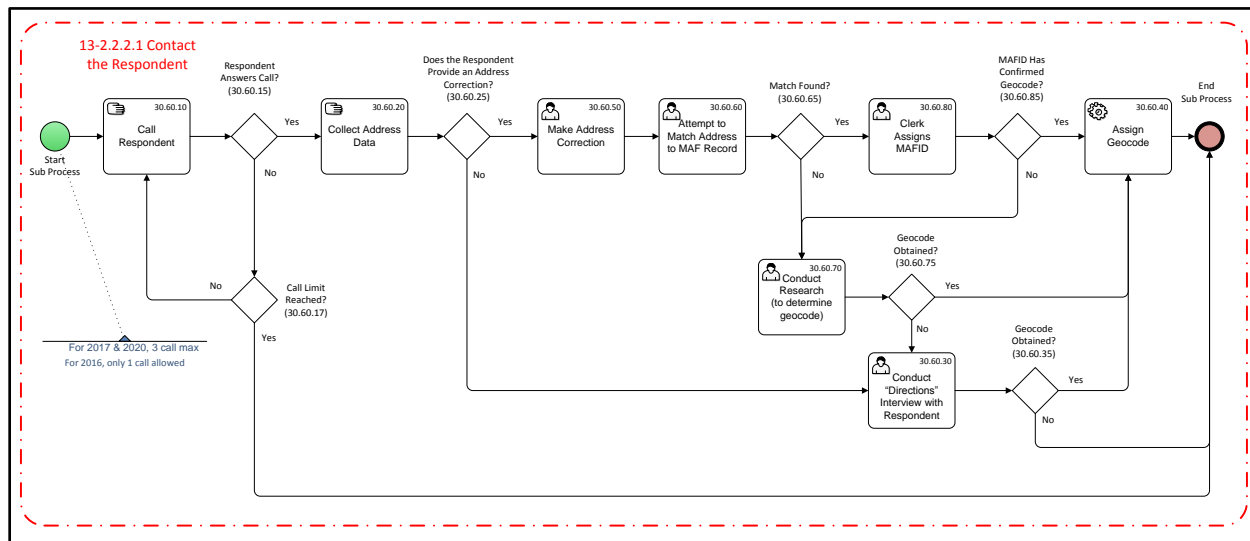 13-2.2.2.1 Contact
the Respondent
Start
Sub Process
For 2017 & 2020, 3 call max
For 2016, only 1 call allowed
30.60.10
Call
Respondent
Respondent
Answers Call?
(30.60.15)
Yes
No
Call Limit
Reached?
(30.60.17)
No
Yes
30.60.20
Collect Address
Data
Does the Respondent
Provide an Address
Correction?
(30.60.25)
Yes
No
30.60.50
Make Address
Correction
30.60.60
Attempt to
Match Address
to MAF Record
Match Found?
(30.60.65)
Yes
No
30.60.80
Clerk
Assigns
MAFID
MAFID Has
Confirmed
Geocode?
(30.60.85)
Yes
No
30.60.40
Assign
Geocode
End
Sub Process
30.60.70
Conduct
Research
(to determine
geocode)
Geocode
Obtained?
(30.60.75
Yes
No
30.60.30
Conduct
“Directions”
Interview with
Respondent
Geocode
Obtained?
(30.60.35)
Yes
No